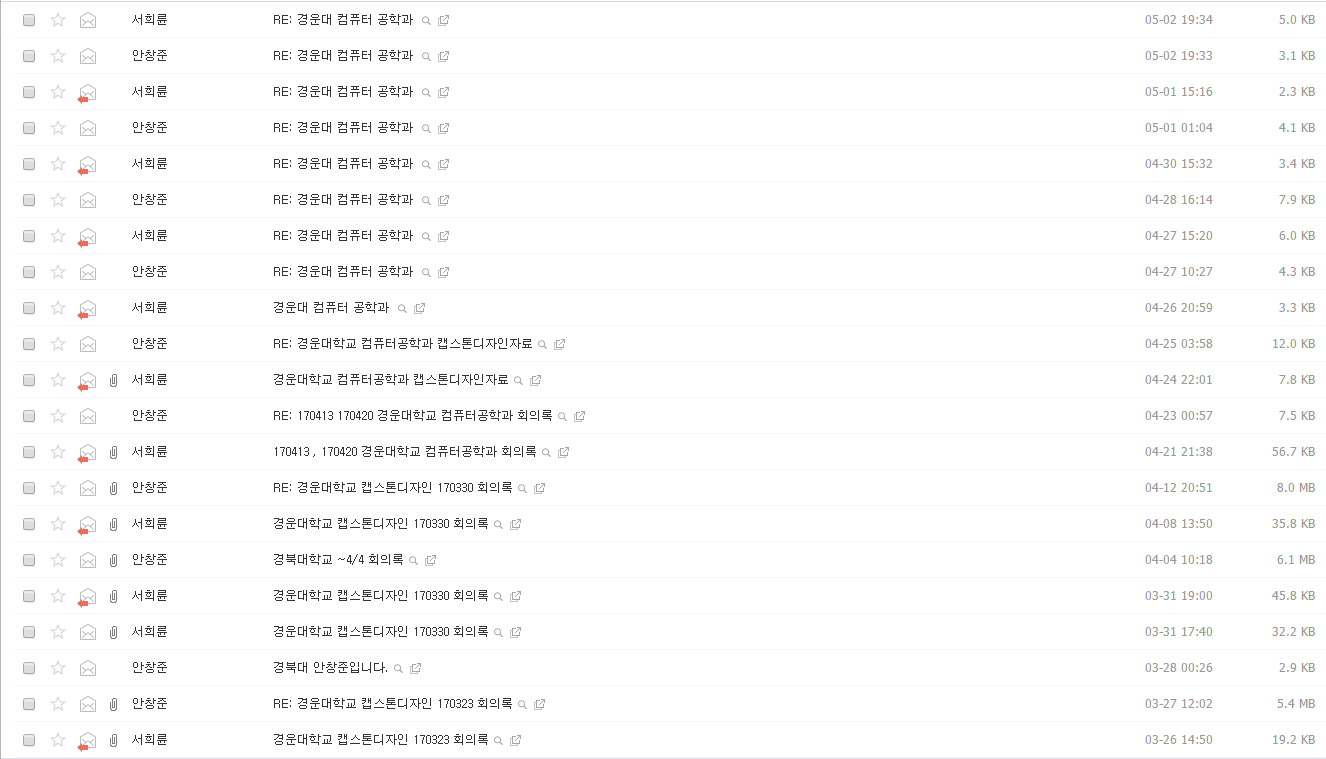 서희륜 RE: 경운대 컴퓨터 공학과 05-02 19:34 5.0 KB
안창준 RE: 경운대 컴퓨터 공학과 05-02 19:33 3.1 KB
서희륜 RE: 경운대 컴퓨터 공학과 05-01 15:16 2.3 KB
안창준 RE: 경운대 컴퓨터 공학과 05-01 01:04 4.1 KB
서희륜 RE: 경운대 컴퓨터 공학과 04-30 15:32 3.4 KB
안창준 RE: 경운대 컴퓨터 공학과 04-28 16:14 7.9 KB
서희륜 RE: 경운대 컴퓨터 공학과 04-27 15:20 6.0 KB
안창준 RE: 경운대 컴퓨터 공학과 04-27 10:27 4.3 KB
서희륜 경운대 컴퓨터 공학과 04-26 20:59 3.3 KB
안창준 RE: 경운대학교 컴퓨터공학과 캡스톤디자인자료 04-25 03:58 12.0 KB
서희륜 경운대학교 컴퓨터공학과 캡스톤디자인자료 04-24 22:01 7.8 KB
안창준 RE: 170413 170420 경운대학교 컴퓨터공학과 회의록 04-23 00:57 7.5 KB
서희륜 170413 , 170420 경운대학교 컴퓨터공학과 회의록 04-21 21:38 56.7 KB
안창준 RE: 경운대학교 캡스톤디자인 170330 회의록 04-12 20:51 8.0 MB
서희륜 경운대학교 캡스톤디자인 170330 회의록 04-08 13:50 35.8 KB
안창준 경북대학교 ~4/4 회의록 04-04 10:18 6.1 MB
서희륜 경운대학교 캡스톤디자인 170330 회의록 03-31 19:00 45.8 KB
서희륜 경운대학교 캡스톤디자인 170330 회의록 03-31 17:40 32.2 KB
안창준 경북대 안창준입니다. 03-28 00:26 2.9 KB
안창준 RE: 경운대학교 캡스톤디자인 170323 회의록 03-27 12:02 5.4 MB
서희륜 경운대학교 캡스톤디자인 170323 회의록 03-26 14:50 19.2 KB